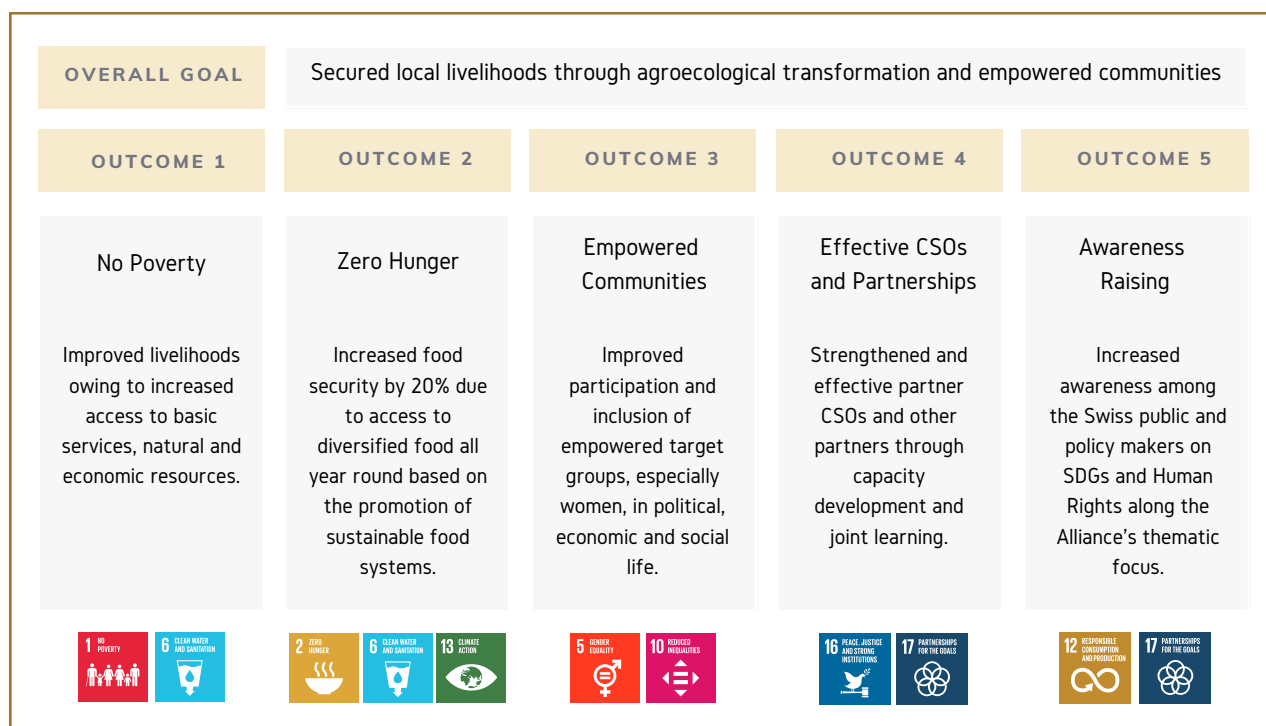 OVERALL GOAL
Secured local livelihoods through agroecological transformation and empowered communities
OUTCOME 1
OUTCOME 2
OUTCOME 3
OUTCOME 4
OUTCOME 5
No Poverty
Improved livelihoods
owing to increased
access to basic
services, natural and
economic resources.
Zero Hunger
Increased food
security by 20% due
to access to
diversified food all
year round based on
the promotion of
sustainable food
systems.
Empowered
Communities
Improved
participation and
inclusion of
empowered target
groups, especially
women, in political,
economic and social
life.
Effective CSOs
and Partnerships
Strengthened and
effective partner
CSOs and other
partners through
capacity
development and
joint learning.
Awareness
Raising
Increased
awareness among
the Swiss public and
policy makers on
SDGs and Human
Rights along the
Alliance's thematic
focus.
1 NO
POVERTY
6 CLEAN WATER
AND SANITATION
2 ZERO
HUNGER
6 CLEAN WATER
AND SANITATION
13 CLIMATE
ACTION
5 GENDER
EQUALITY
10 REDUCED
INEQUALITIES
16 PEACE, JUSTICE
AND STRONG
INSTITUTIONS
17 PARTNERSHIPS
FOR THE GOALS
12 RESPONSIBLE
CONSUMPTION
AND PRODUCTION
17 PARTNERSHIPS
FOR THE GOALS